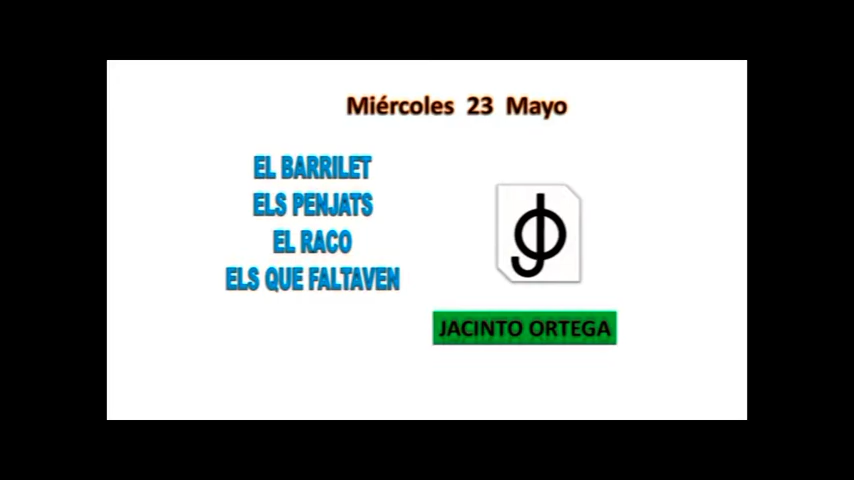 Miércoles 23 Mayo
EL BARRILET
ELS PENJATS
EL RACO
ELS QUE FALTAVEN
JACINTO ORTEGA